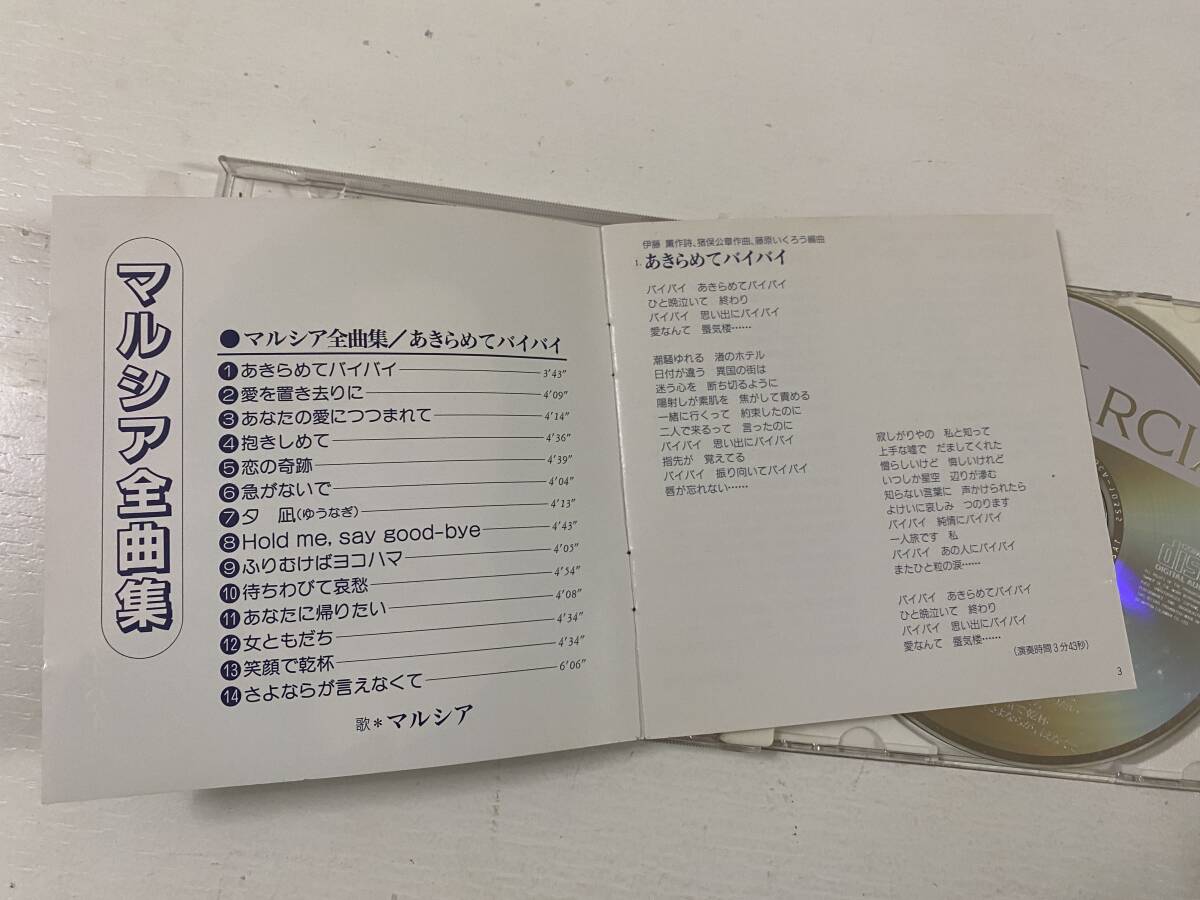 マルシア全曲集
●マルシア全曲集/あきらめてバイバイ
1 あきらめてバイバイ 3'43"
2 愛を置き去りに 4'09"
3 あなたの愛につつまれて 4'14"
4 抱きしめて 4'36"
5 恋の奇跡 4'39"
6 急がないで 4'04"
7 夕 凪(ゆうなぎ) 4'13"
8 Hold me, say good-bye 4'43"
9 ふりむけばヨコハマ 4'05"
10 待ちわびて哀愁 4'54"
11 あなたに帰りたい 4'08"
12 女ともだち 4'34"
13 笑顔で乾杯 4'34"
14 さよならが言えなくて 6'06"
歌*マルシア
伊藤 薫作詩、猪俣公章作曲、藤原いくろう編曲
1. あきらめてバイバイ
バイバイ あきらめてバイバイ
ひと晩泣いて 終わり
バイバイ 思い出にバイバイ
愛なんて 蜃気楼……
潮騒ゆれる 渚のホテル
日付が違う 異国の街は
迷う心を 断ち切るように
陽射しが素肌を 焦がして責める
一緒に行くって 約束したのに
二人で来るって 言ったのに
バイバイ 思い出にバイバイ
指先が 覚えてる
バイバイ 振り向いてバイバイ
唇が忘れない……
寂しがりやの 私と知って
上手な嘘で だましてくれた
憎らしいけど 悔しいけれど
いつしか星空 辺りが滲む
知らない言葉に 声かけられたら
よけいに哀しみ つのります
バイバイ 純情にバイバイ
一人旅です 私
バイバイ あの人にバイバイ
またひと粒の涙……
バイバイ あきらめてバイバイ
ひと晩泣いて 終わり
バイバイ 思い出にバイバイ
愛なんて 蜃気楼……
(演奏時間3分43秒)
3
RCIA
DIGITAL